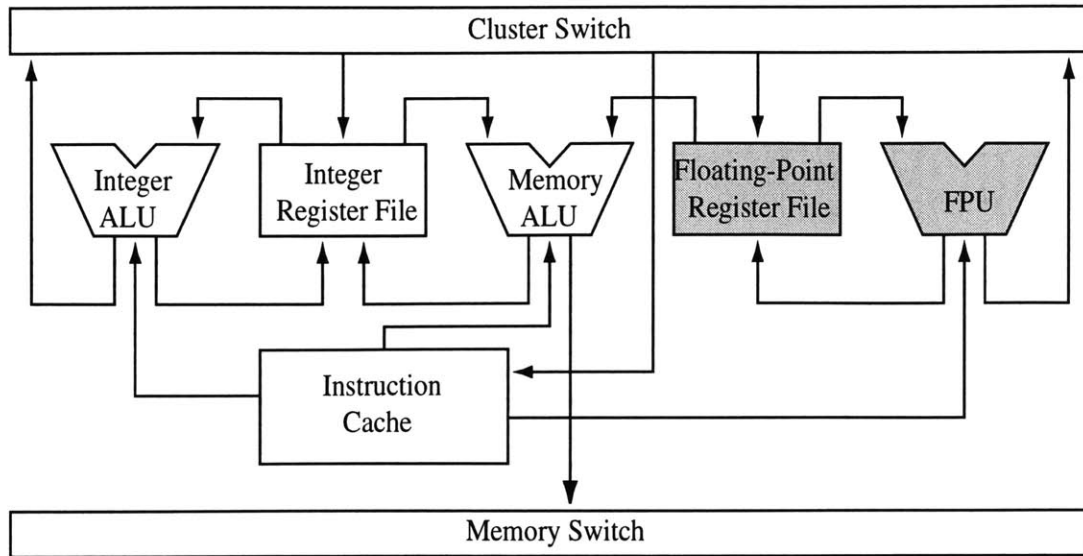 Cluster Switch
Integer
ALU
Integer
Register File
Memory
ALU
Floating-Point
Register File
FPU
Instruction
Cache
Memory Switch